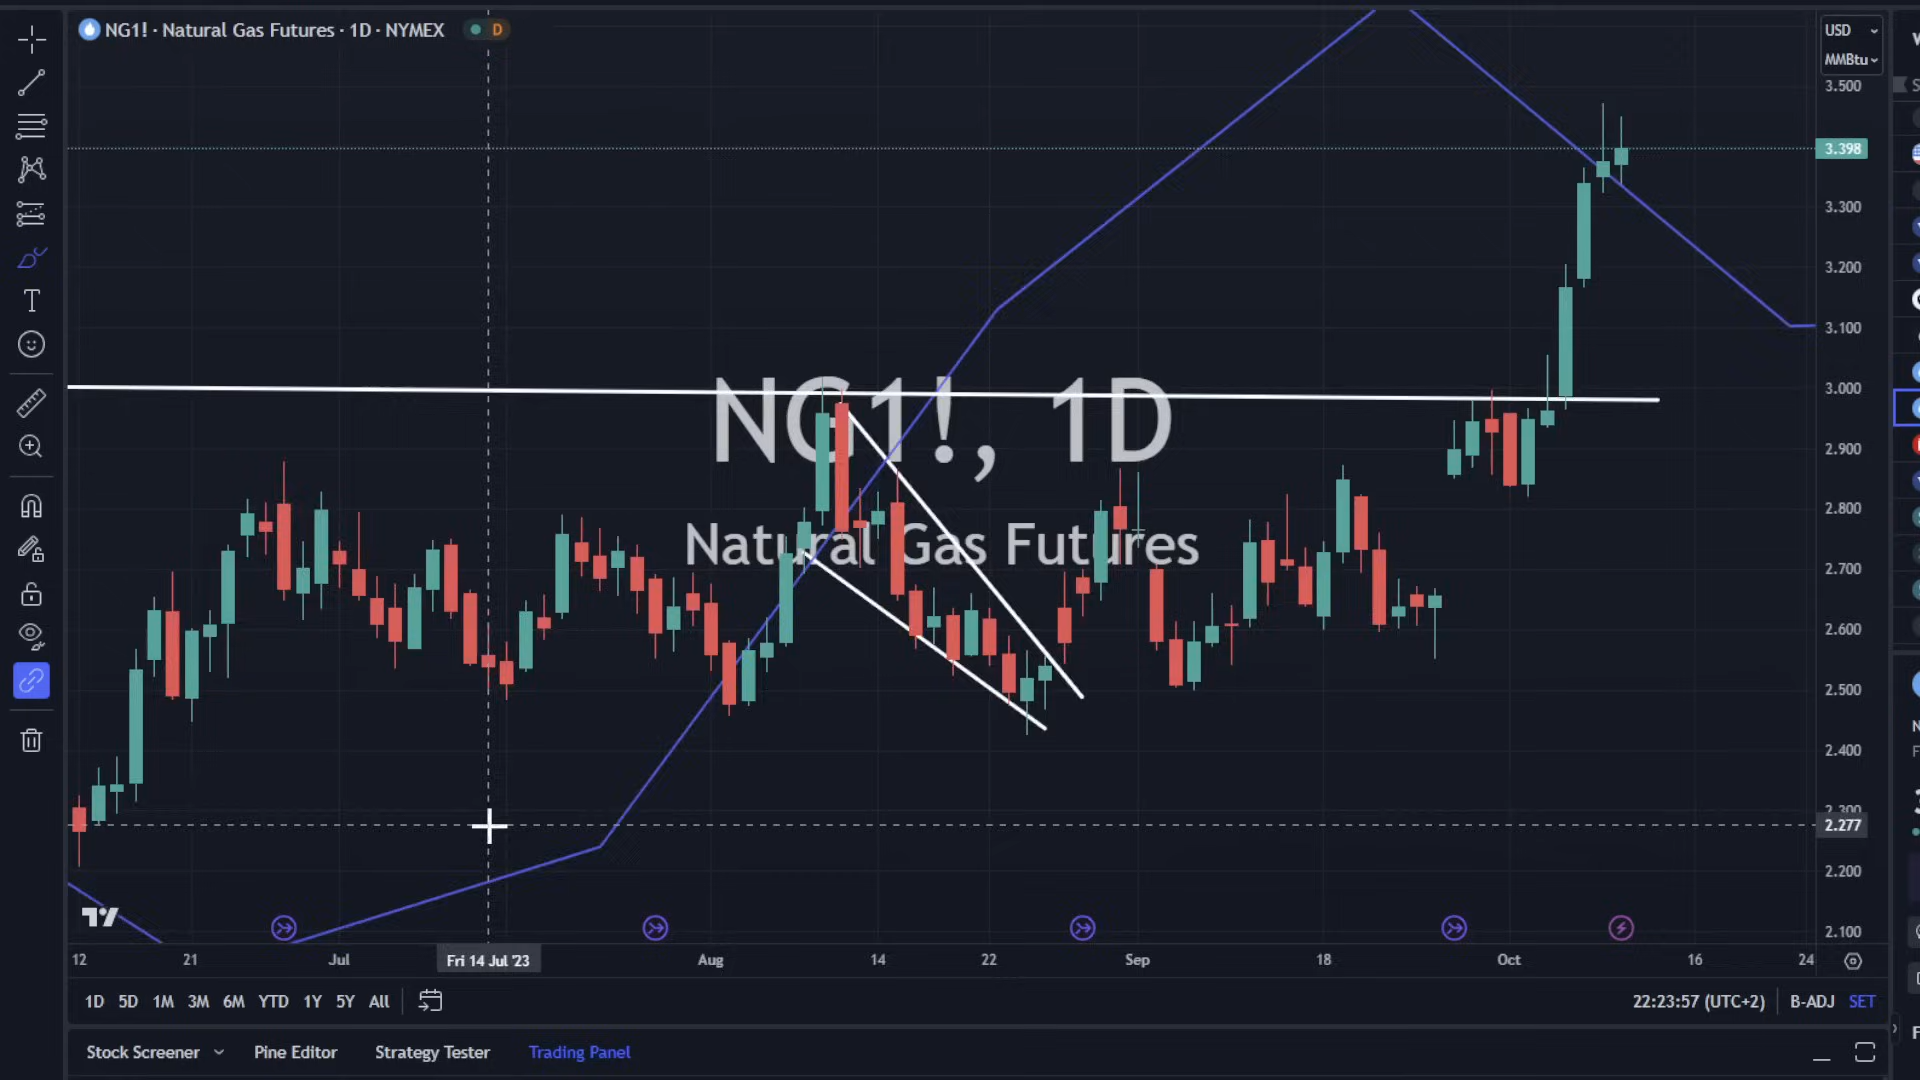 NG1! · Natural Gas Futures · 1D · NYMEX D
USD
MMBtu
3.500
3.398
3.300
3.200
3.100
3.000
2.900
2.800
2.700
2.600
2.500
2.400
2.300
2.277
2.200
2.100
NG1!, 1D
Natural Gas Futures
12 21 Jul Fri 14 Jul '23 Aug 14 22 Sep 18 Oct 16 24
1D 5D 1M 3M 6M YTD 1Y 5Y All 22:23:57 (UTC+2) B-ADJ SET
Stock Screener Pine Editor Strategy Tester Trading Panel